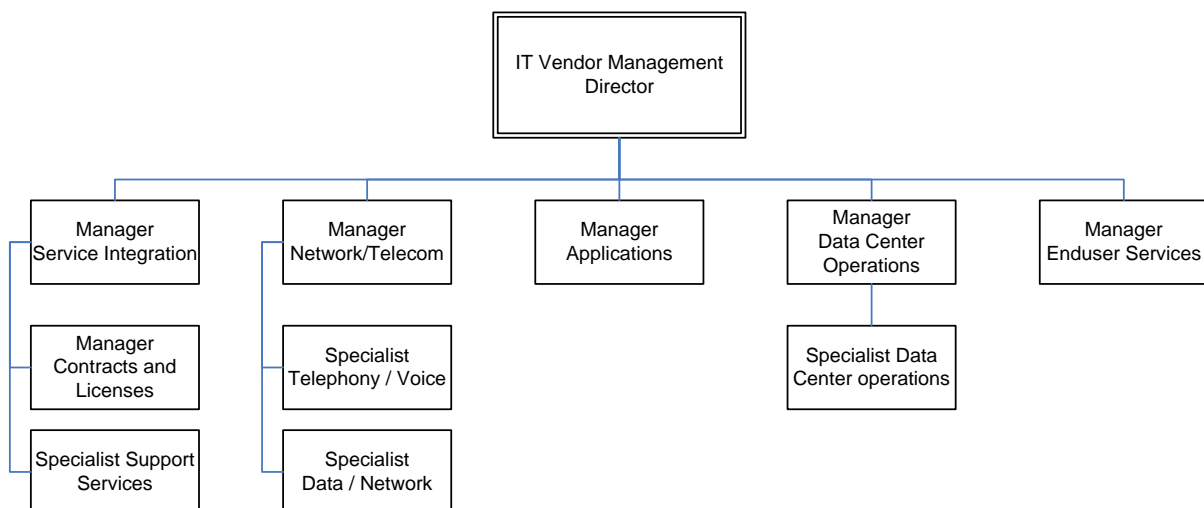 IT Vendor Management
Director
Manager
Service Integration
Manager
Network/Telecom
Manager
Applications
Manager
Data Center
Operations
Manager
Enduser Services
Manager
Contracts and
Licenses
Specialist
Telephony / Voice
Specialist Data
Center operations
Specialist Support
Services
Specialist
Data / Network